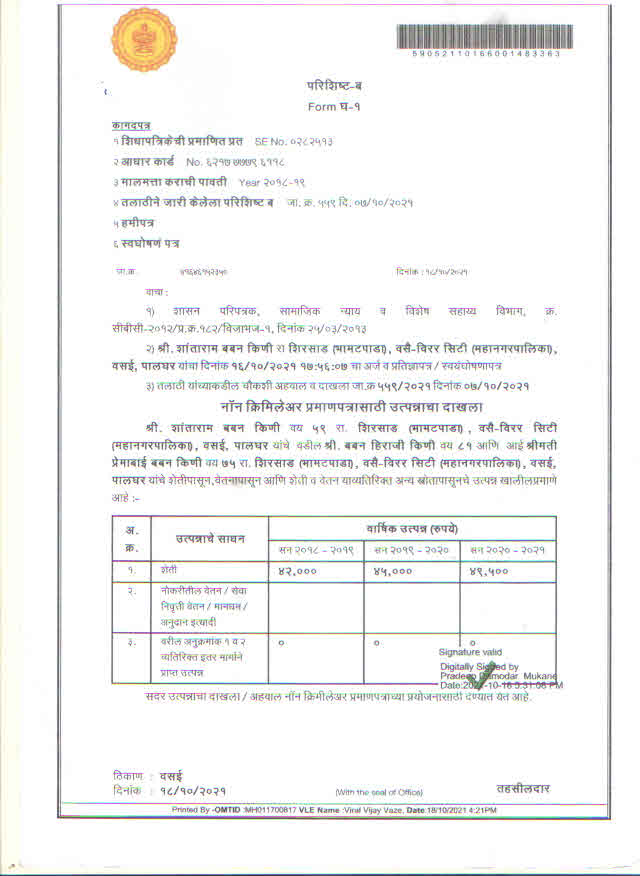 59052110166001483363
परिशिष्ट-ब
Form घ-१
कागदपत्र
१ शिधापत्रिकेची प्रमाणित प्रत SE No. ०२८२५१३
२ आधार कार्ड No. ६२१७ ७७७९ ६११८
३ मालमत्ता कराची पावती Year २०१८-१९
४ तलाठीने जारी केलेला परिशिष्ट ब जा. क्र. ५५९ दि. ०७/१०/२०२१
५ हमीपत्र
६ स्वघोषणं पत्र
जा.क्र. ४१६४६१५२३५० दिनांक : १८/१०/२०२१
वाचा :
१) शासन परिपत्रक, सामाजिक न्याय व विशेष सहाय्य विभाग, क्र.
सीबीसी-२०१२/प्र.क्र.१८२/विजाभज-१, दिनांक २५/०३/२०१३
२) श्री. शांताराम बबन किणी रा शिरसाड (भामटपाडा), वसै-विरर सिटी (महानगरपालिका),
वसई, पालघर यांचा दिनांक १६/१०/२०२१ १७:५६:०७ चा अर्ज व प्रतिज्ञापत्र / स्वयंघोषणापत्र
३) तलाठी यांच्याकडील चौकशी अहवाल व दाखला जा.क्र ५५९/२०२१ दिनांक ०७/१०/२०२१
नॉन क्रिमिलेअर प्रमाणपत्रासाठी उत्पन्नाचा दाखला
श्री. शांताराम बबन किणी वय ५९ रा. शिरसाड (भामटपाडा), वसै-विरर सिटी
(महानगरपालिका), वसई, पालघर यांचे वडील श्री. बबन हिराजी किणी वय ८१ आणि आई श्रीमती
प्रेमाबाई बबन किणी वय ७५ रा. शिरसाड (भामटपाडा), वसै-विरर सिटी (महानगरपालिका), वसई,
पालघर यांचे शेतीपासून,वेतनापासून आणि शेती व वेतन याव्यतिरिक्त अन्य स्रोतापासूनचे उत्पन्न खालीलप्रमाणे
आहे :-
अ. क्र. उत्पन्नाचे साधन वार्षिक उत्पन्न (रुपये)
सन २०१८ - २०१९ सन २०१९ - २०२० सन २०२० - २०२१
१. शेती ४२,००० ४५,००० ४९,५००
२. नोकरीतील वेतन / सेवा
निवृत्ती वेतन / मानधन /
अनुदान इत्यादी
३. वरील अनुक्रमांक १ व २ ० ० ०
व्यतिरिक्त इतर मार्गाने
प्राप्त उत्पन्न
Signature valid
Digitally Signed by
Pradeep Damodar Mukane
Date:2021-10-18 5:31:06 PM
सदर उत्पन्नाचा दाखला / अहवाल नॉन क्रिमीलेअर प्रमाणपत्राच्या प्रयोजनासाठी देण्यात येत आहे.
ठिकाण : वसई
दिनांक : १८/१०/२०२१ (With the seal of Office) तहसीलदार
Printed By -OMTID :MH011700817 VLE Name :Viral Vijay Vaze, Date:18/10/2021 4:21PM